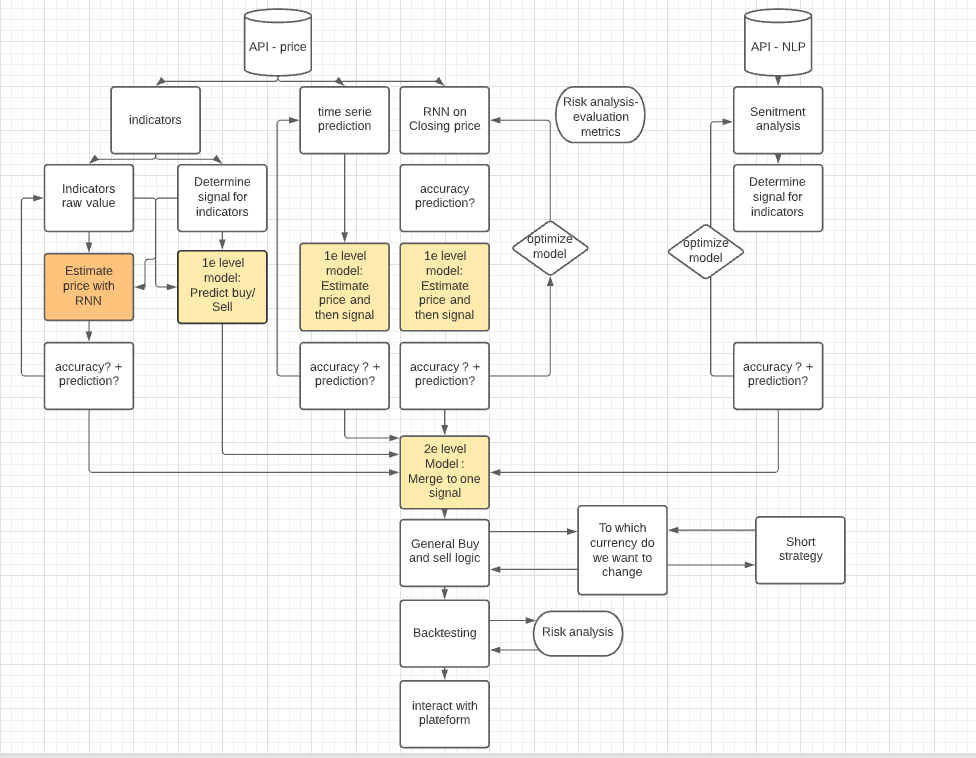 API - price
API - NLP
indicators
time serie
prediction
RNN on
Closing price
Risk analysis-
evaluation
metrics
Senitment
analysis
Indicators
raw value
Determine
signal for
indicators
accuracy
prediction?
Determine
signal for
indicators
optimize
model
optimize
model
Estimate
price with
RNN
1e level
model:
Predict buy/
Sell
1e level
model:
Estimate
price and
then signal
1e level
model:
Estimate
price and
then signal
accuracy? +
prediction?
accuracy ? +
prediction?
accuracy ? +
prediction?
accuracy ? +
prediction?
2e level
Model :
Merge to one
signal
General Buy
and sell logic
To which
currency do
we want to
change
Short
strategy
Backtesting
Risk analysis
interact with
plateform